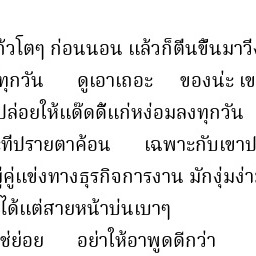 ้วโตๆ ก่อนนอน แล้วก็ตื่นขึ้นมาวิ่ง
ทุกวัน ดูเอาเถอะ ของน่ะ เข
ปล่อยให้แด๊ดดี้แก่หง่อมลงทุกวัน
ะทีปรายตาค้อน เฉพาะกับเขาป
คู่แข่งทางธุรกิจการงาน มักงุ่มง่า
ได้แต่สายหน้าบ่นเบาๆ
ช่ย่อย อย่าให้อาพูดดีกว่า